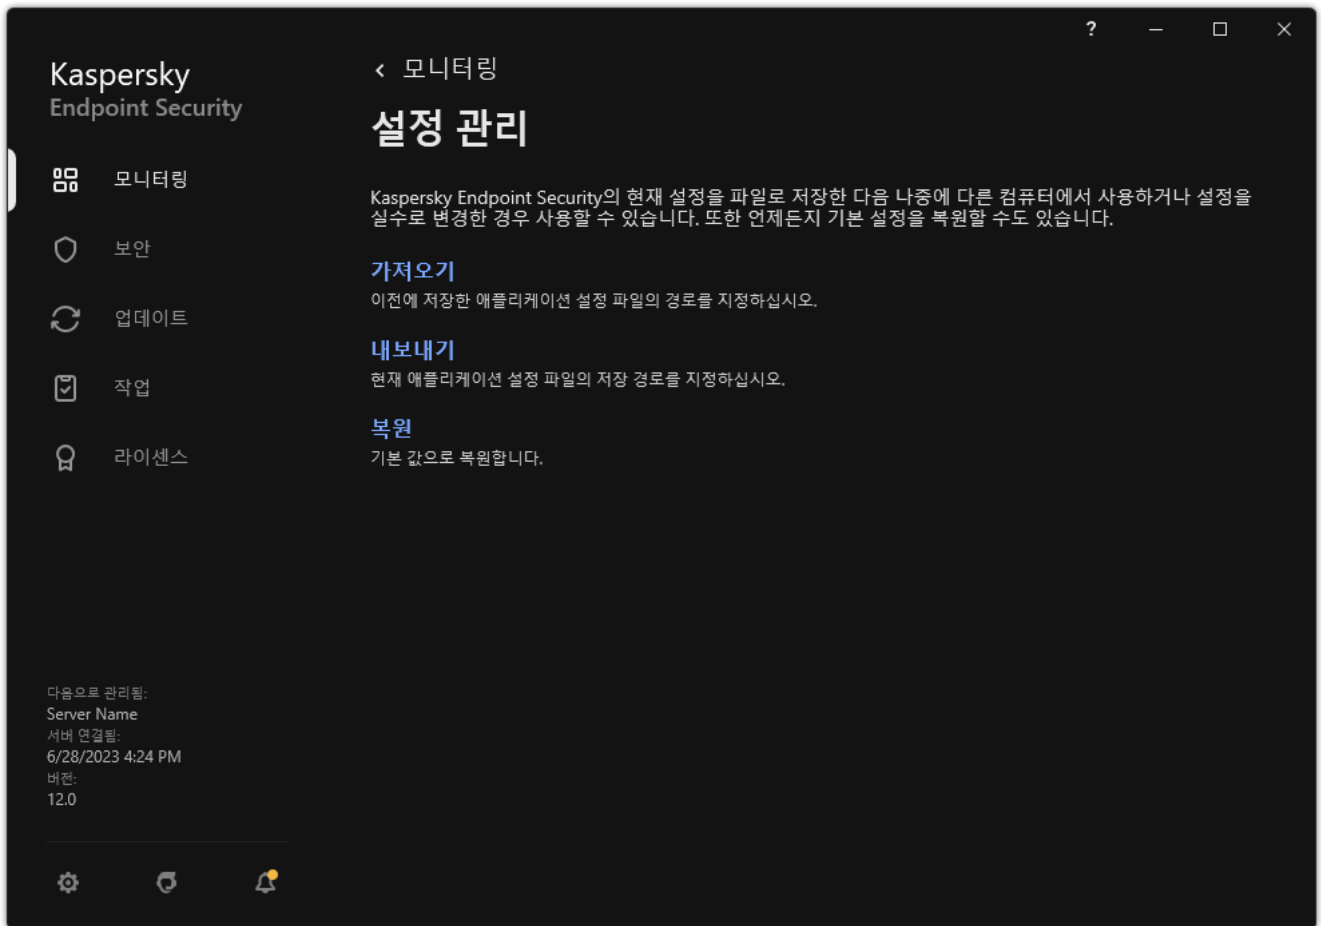 ?
Kaspersky
Endpoint Security
모니터링
보안
업데이트
작업
라이센스
다음으로 관리됨:
Server Name
서버 연결됨:
6/28/2023 4:24 PM
버전:
12.0
모니터링
설정 관리
Kaspersky Endpoint Security의 현재 설정을 파일로 저장한 다음 나중에 다른 컴퓨터에서 사용하거나 설정을
실수로 변경한 경우 사용할 수 있습니다. 또한 언제든지 기본 설정을 복원할 수도 있습니다.
가져오기
이전에 저장한 애플리케이션 설정 파일의 경로를 지정하십시오.
내보내기
현재 애플리케이션 설정 파일의 저장 경로를 지정하십시오.
복원
기본 값으로 복원합니다.